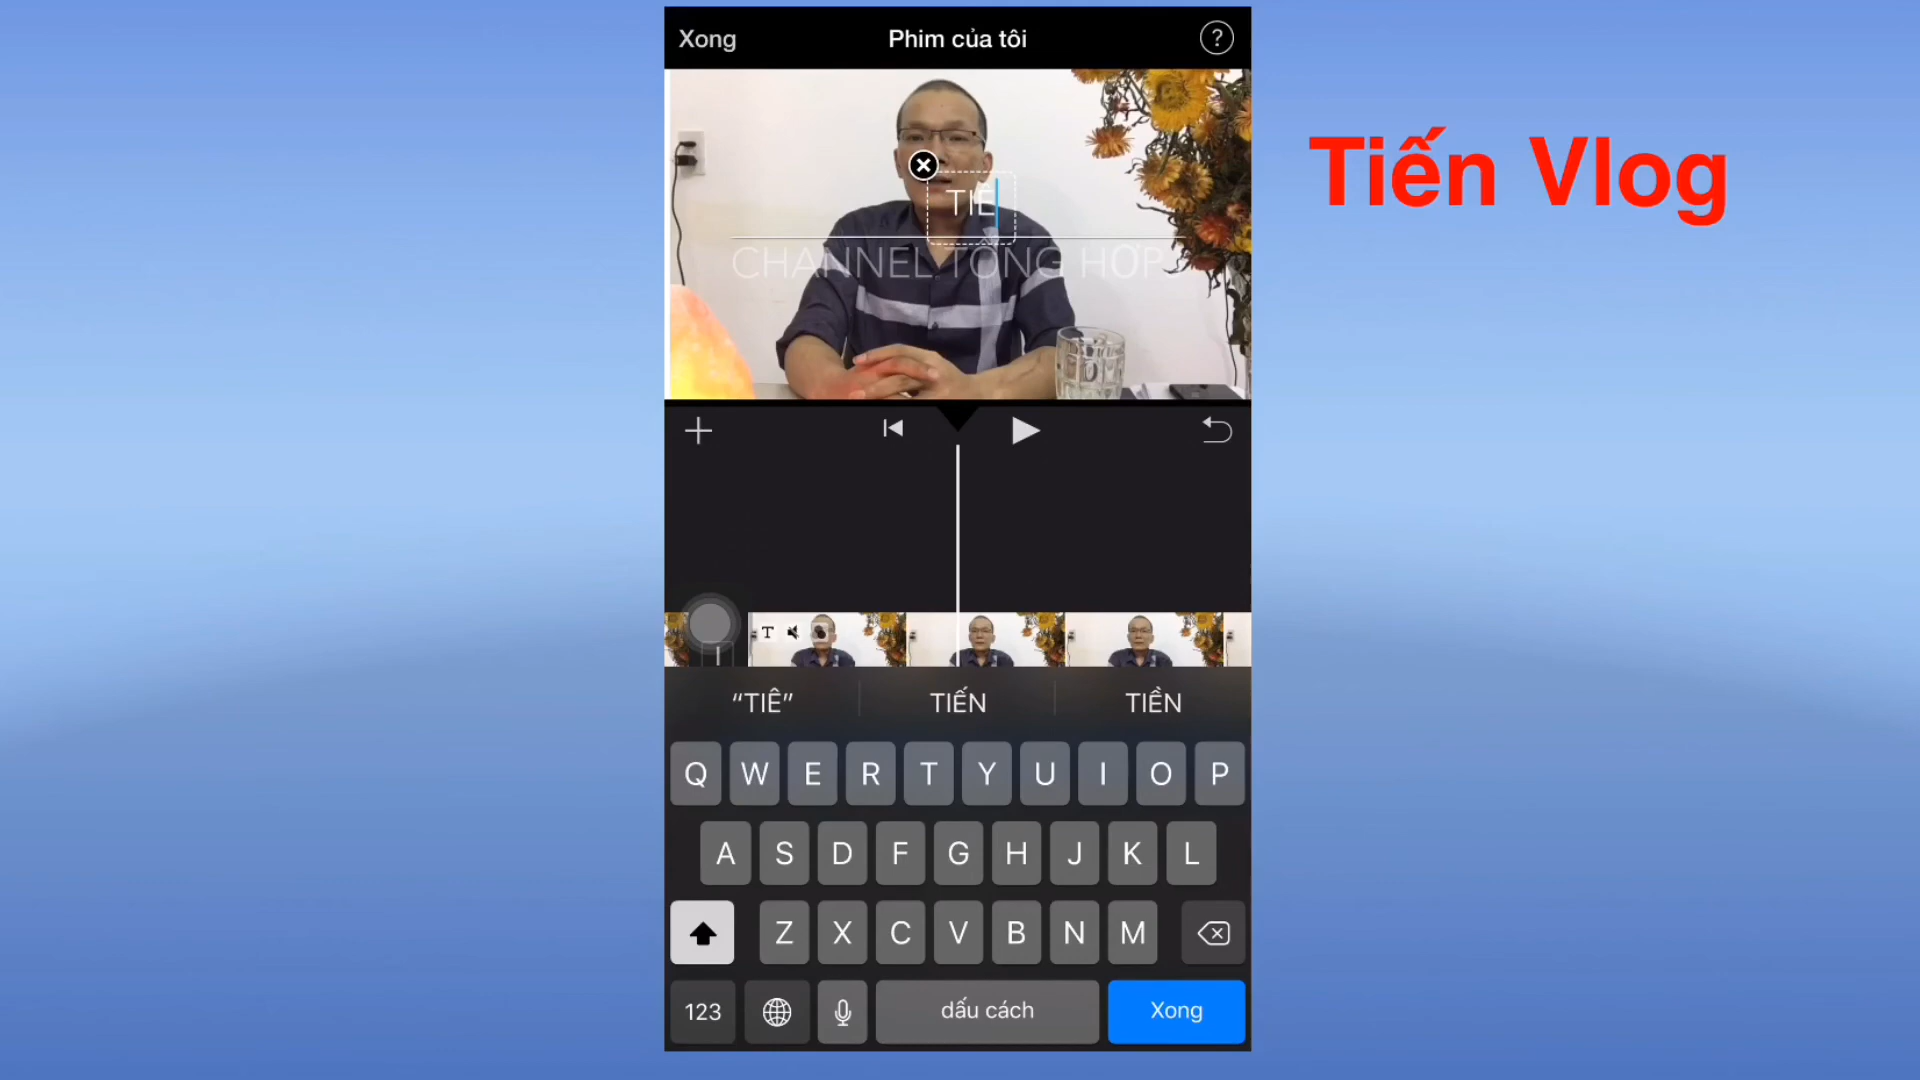 Xong
Phim của tôi
?
Tiến Vlog
TIÊ
CHANNEL TỔNG HỢP
T
“TIÊ”
TIẾN
TIỀN
Q W E R T Y U I O P
A S D F G H J K L
Z X C V B N M
123
dấu cách
Xong